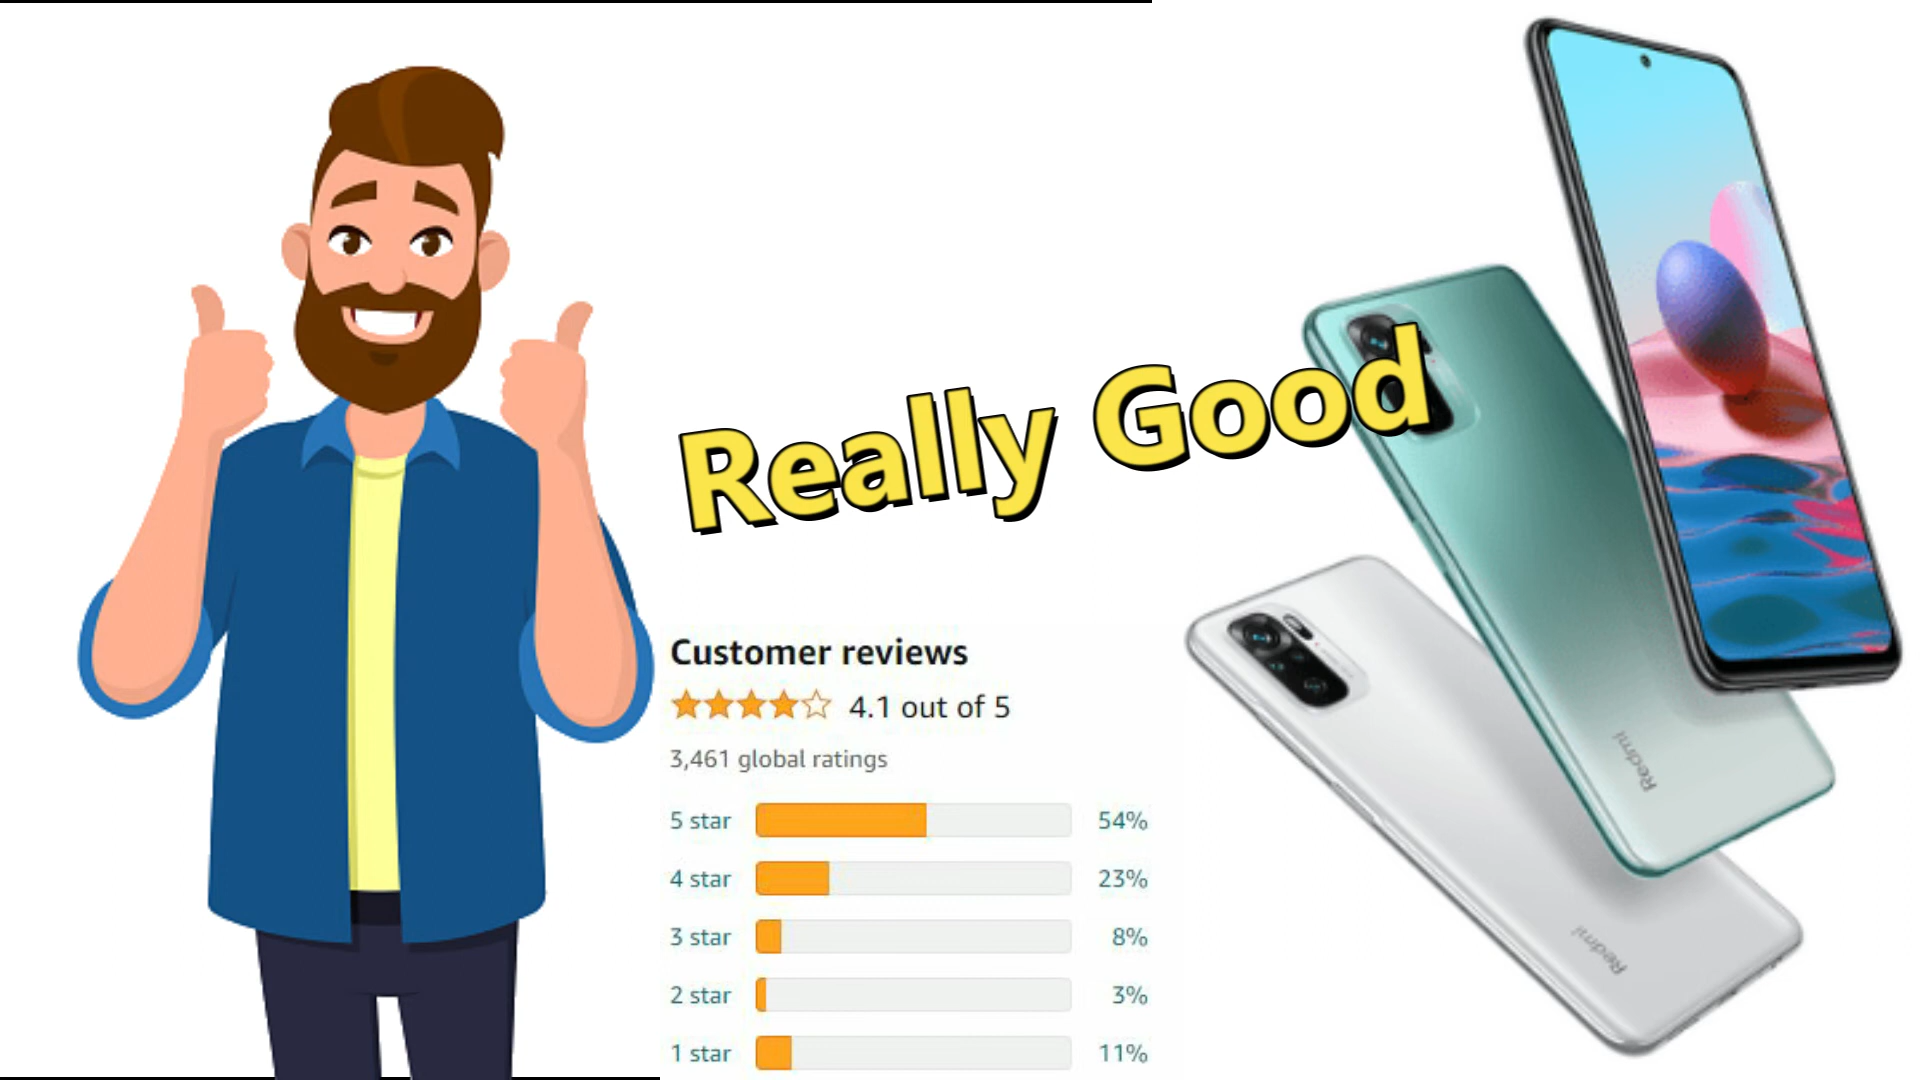 Really Good
Customer reviews
4.1 out of 5
3,461 global ratings
5 star 54%
4 star 23%
3 star 8%
2 star 3%
1 star 11%
Redmi
Redmi